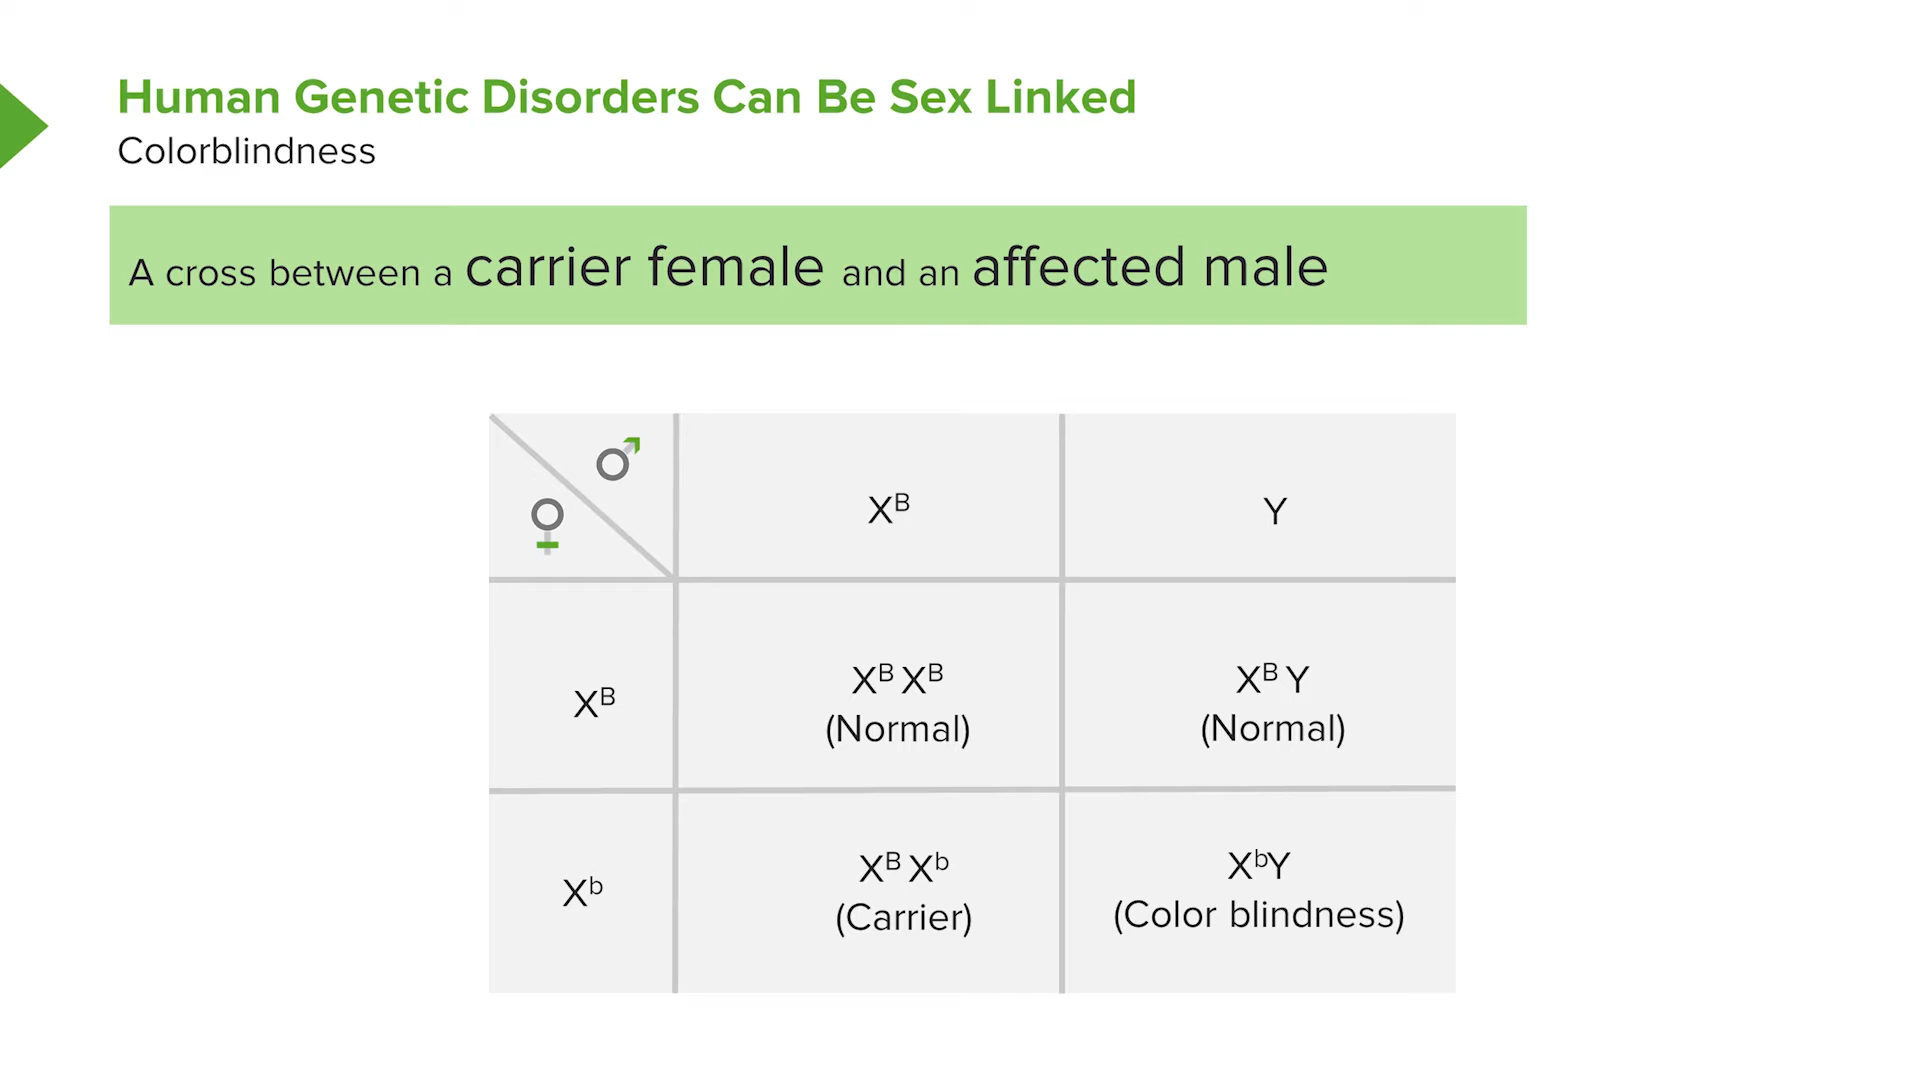 Human Genetic Disorders Can Be Sex Linked
Colorblindness
A cross between a carrier female and an affected male
X^B Y
X^B X^B X^B X^B Y
(Normal) (Normal)
X^b X^B X^b X^bY
(Carrier) (Color blindness)